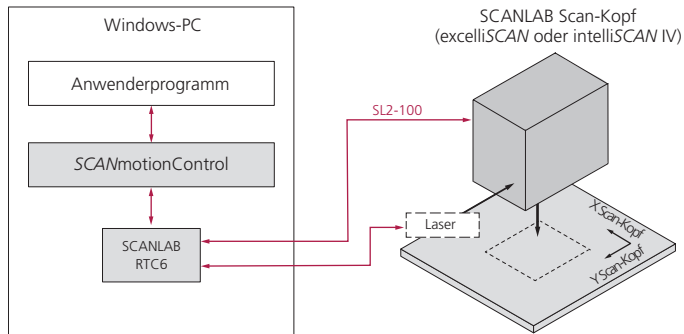 Windows-PC
Anwenderprogramm
SCANmotionControl
SCANLAB
RTC6
SL2-100
Laser
SCANLAB Scan-Kopf
(excelliSCAN oder intelliSCAN IV)
X Scan-Kopf
Y Scan-Kopf